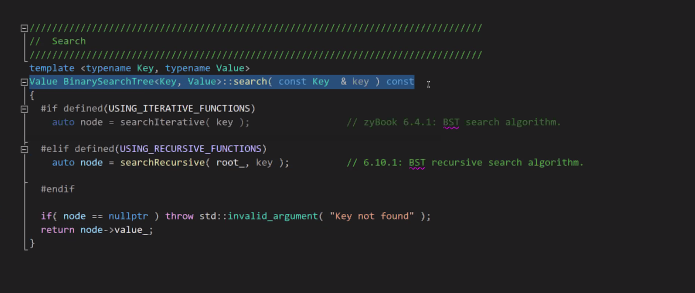 ////////////////////////////////////////////////////////////////////////////////
//  Search
////////////////////////////////////////////////////////////////////////////////
template <typename Key, typename Value>
Value BinarySearchTree<Key, Value>::search( const Key  & key ) const
{
  #if defined(USING_ITERATIVE_FUNCTIONS)
    auto node = searchIterative( key );                 // zyBook 6.4.1: BST search algorithm.
  #elif defined(USING_RECURSIVE_FUNCTIONS)
    auto node = searchRecursive( root_, key );          // 6.10.1: BST recursive search algorithm.
  #endif
  if( node == nullptr ) throw std::invalid_argument( "Key not found" );
  return node->value_;
}